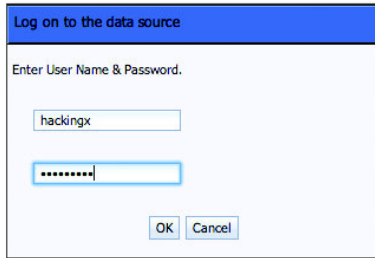 Log on to the data source
Enter User Name & Password.
hackingx
•••••••••
OK Cancel